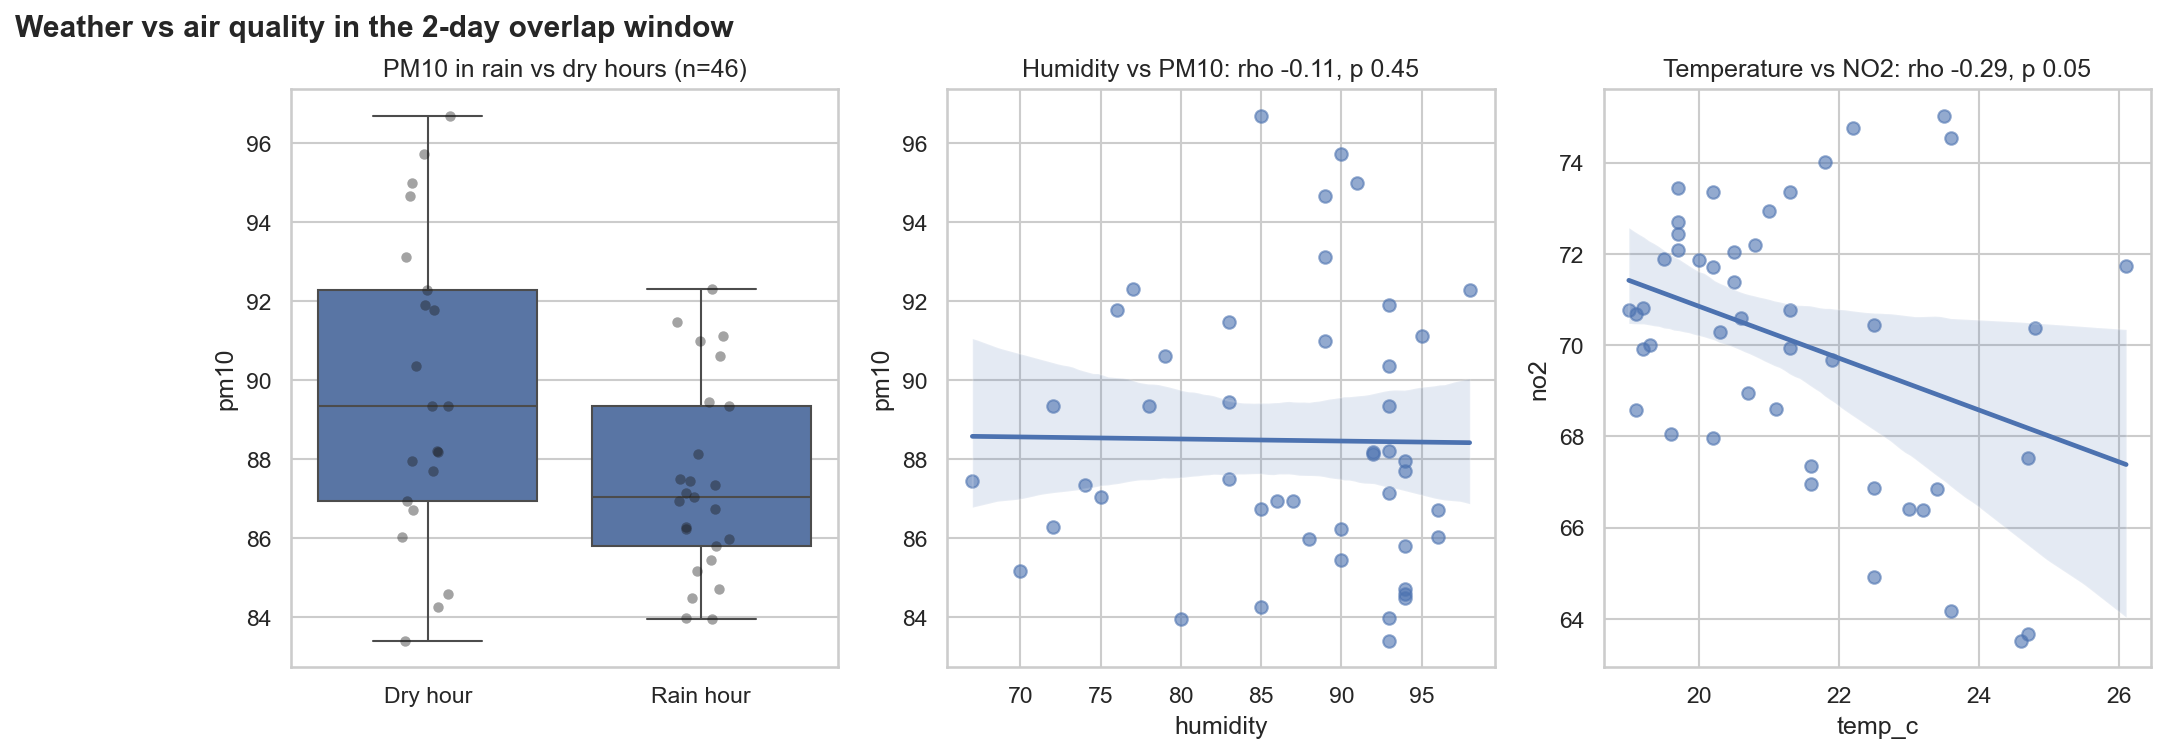 Weather vs air quality in the 2-day overlap window
PM10 in rain vs dry hours (n=46)
96
94
92
90
88
86
84
pm10
Dry hour
Rain hour
Humidity vs PM10: rho -0.11, p 0.45
96
94
92
90
88
86
84
pm10
70
75
80
85
90
95
humidity
Temperature vs NO2: rho -0.29, p 0.05
74
72
70
68
66
64
no2
20
22
24
26
temp_c